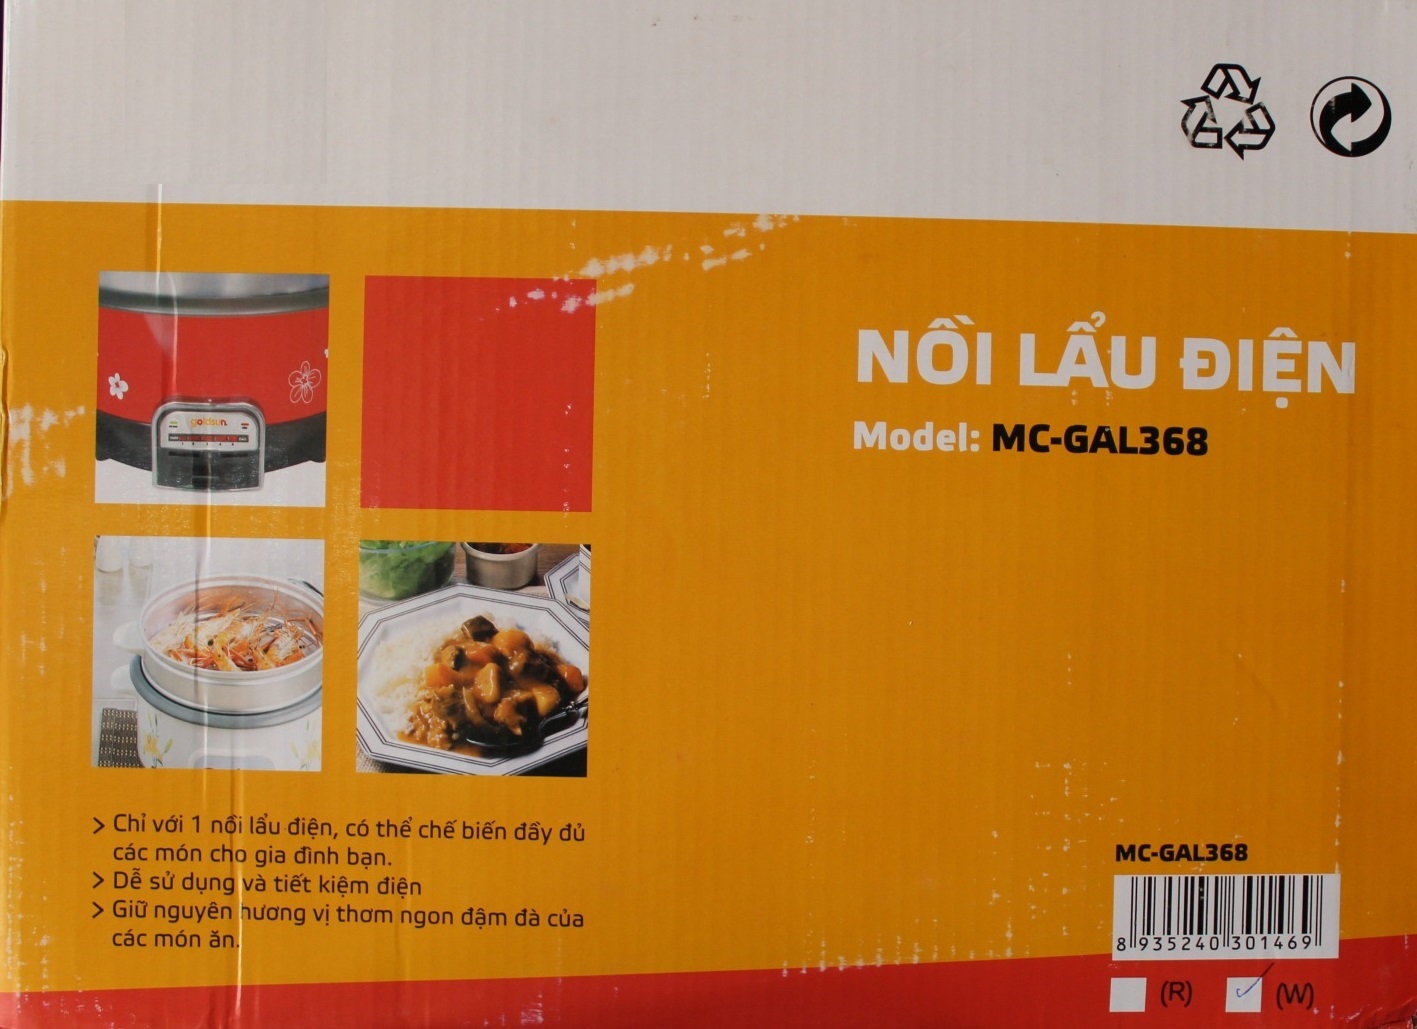 NỒI LẨU ĐIỆN
Model: MC-GAL368
goldsun
> Chỉ với 1 nồi lẩu điện, có thể chế biến đầy đủ
các món cho gia đình bạn.
> Dễ sử dụng và tiết kiệm điện
> Giữ nguyên hương vị thơm ngon đậm đà của
các món ăn.
MC-GAL368
8 935240 301469
(R) (W)